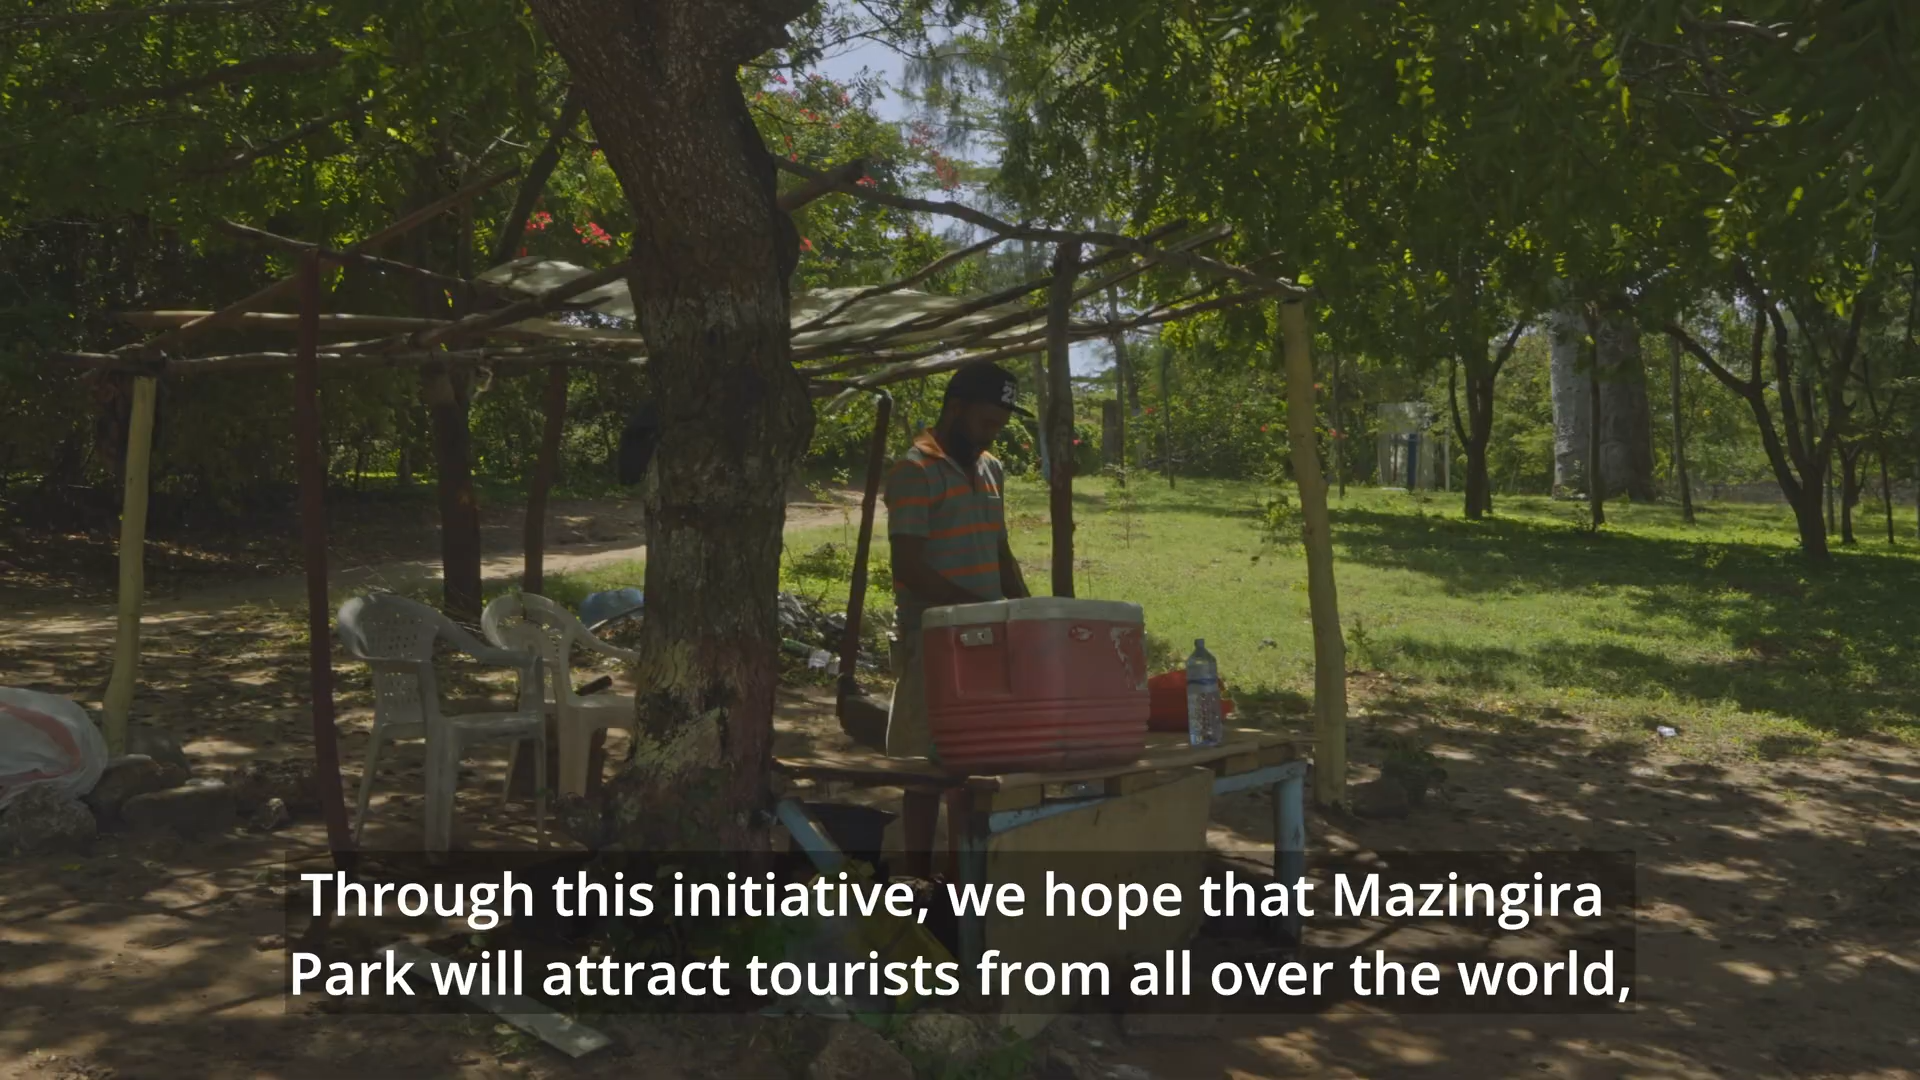 Through this initiative, we hope that Mazingira
Park will attract tourists from all over the world,